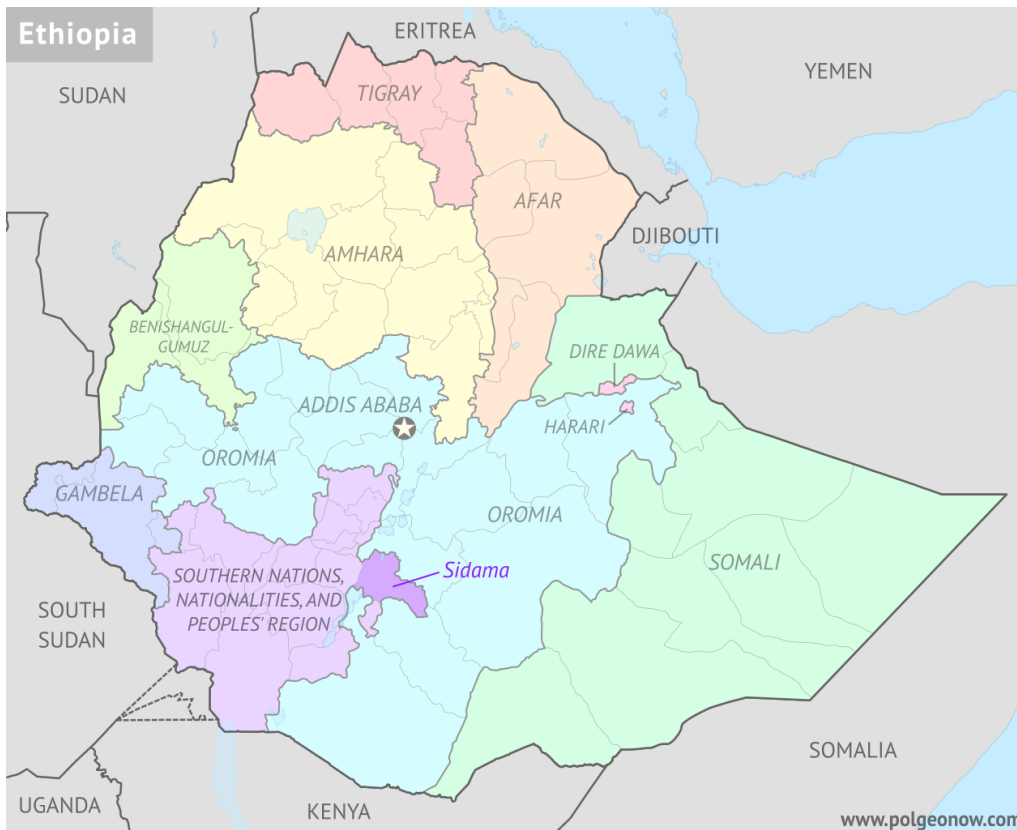 Ethiopia
ERITREA
YEMEN
SUDAN
TIGRAY
AFAR
DJIBOUTI
AMHARA
BENISHANGUL-
GUMUZ
DIRE DAWA
ADDIS ABABA
HARARI
OROMIA
GAMBELA
OROMIA
SOMALI
Sidama
SOUTHERN NATIONS,
NATIONALITIES, AND
PEOPLES' REGION
SOUTH
SUDAN
SOMALIA
UGANDA
KENYA
www.polgeonow.com